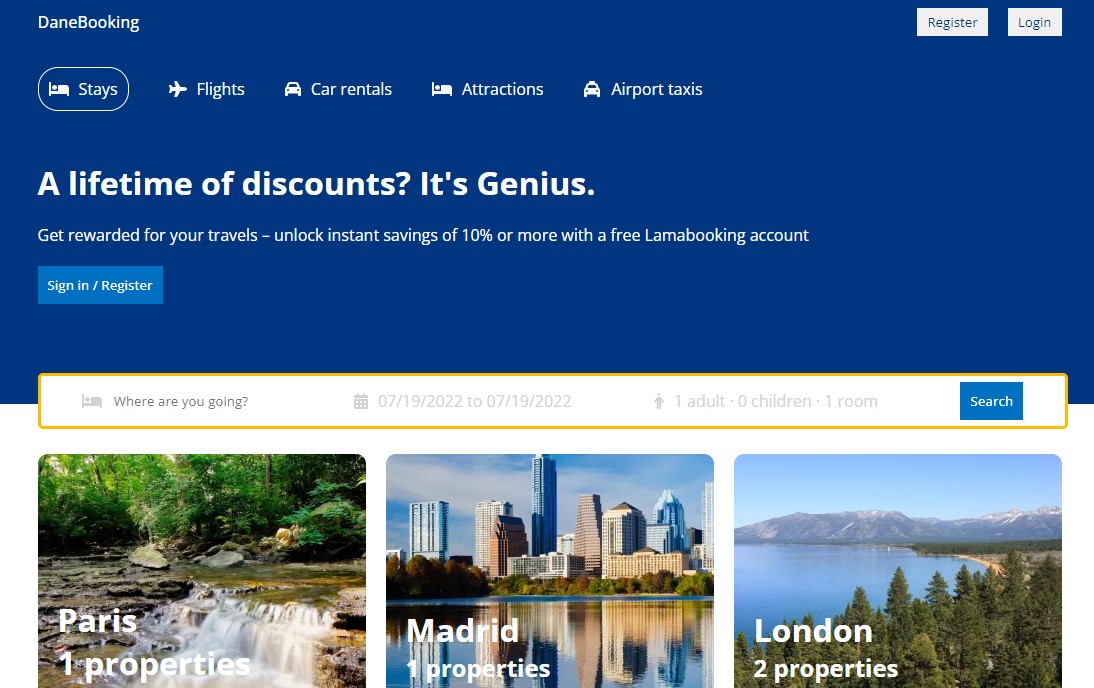 DaneBooking
Register
Login
Stays
Flights
Car rentals
Attractions
Airport taxis
A lifetime of discounts? It's Genius.
Get rewarded for your travels – unlock instant savings of 10% or more with a free Lamabooking account
Sign in / Register
Where are you going?
07/19/2022 to 07/19/2022
1 adult · 0 children · 1 room
Search
Paris
1 properties
Madrid
1 properties
London
2 properties